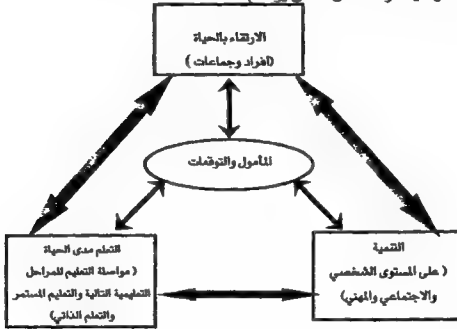 الارتقاء بالحياة
(أفراد وجماعات)
المأمول والتوقعات
التعلم مدى الحياة
(مواصلة التعليم للمراحل
التعليمية التالية والتعليم المستمر
والتعلم الذاتي)
التنمية
(على المستوى الشخصي
والاجتماعي والمهني)